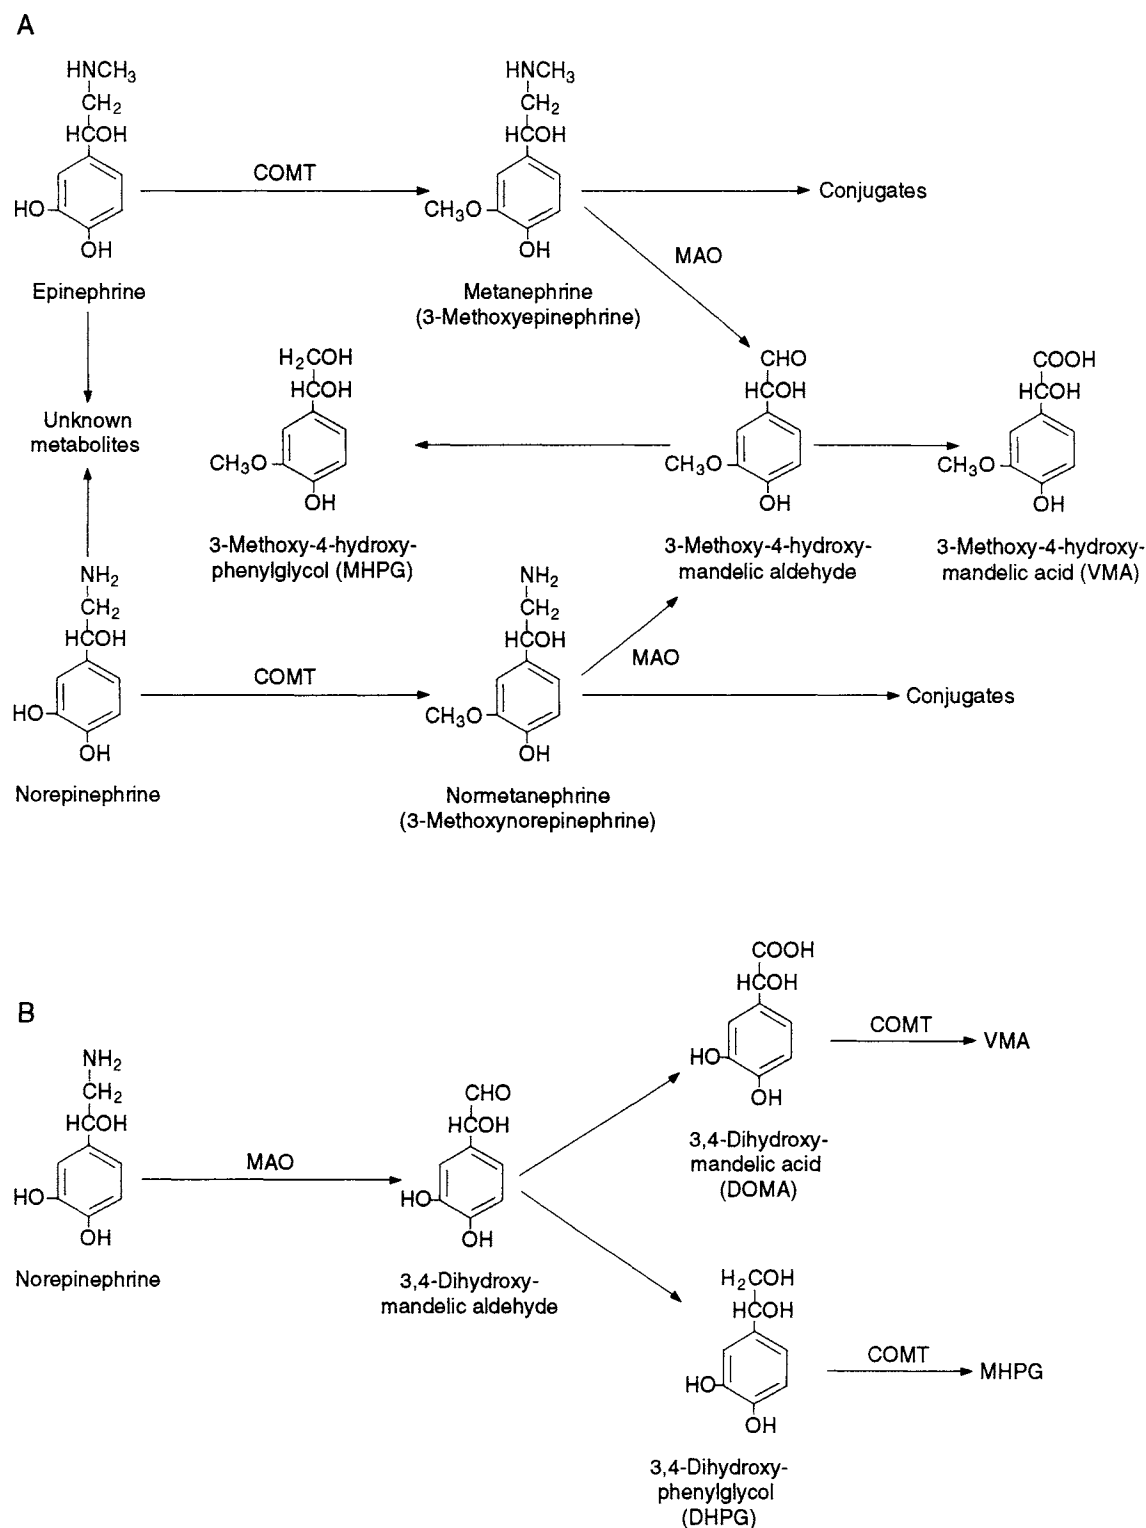 A
HNCH3
CH2
HCOH
HO
OH
Epinephrine
COMT
HNCH3
CH2
HCOH
CH3O
OH
Metanephrine
(3-Methoxyepinephrine)
Conjugates
MAO
Unknown
metabolites
H2COH
HCOH
CH3O
OH
3-Methoxy-4-hydroxy-
phenylglycol (MHPG)
CHO
HCOH
CH3O
OH
3-Methoxy-4-hydroxy-
mandelic aldehyde
COOH
HCOH
CH3O
OH
3-Methoxy-4-hydroxy-
mandelic acid (VMA)
NH2
CH2
HCOH
HO
OH
Norepinephrine
COMT
NH2
CH2
HCOH
CH3O
OH
Normetanephrine
(3-Methoxynorepinephrine)
MAO
Conjugates
B
NH2
CH2
HCOH
HO
OH
Norepinephrine
MAO
CHO
HCOH
HO
OH
3,4-Dihydroxy-
mandelic aldehyde
COOH
HCOH
HO
OH
3,4-Dihydroxy-
mandelic acid
(DOMA)
COMT
VMA
H2COH
HCOH
HO
OH
3,4-Dihydroxy-
phenylglycol
(DHPG)
COMT
MHPG